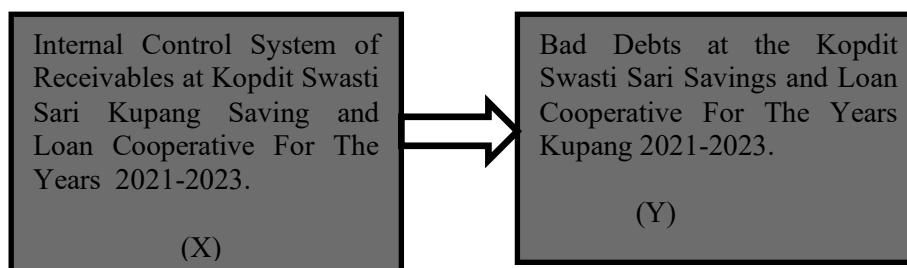 Internal Control System of
Receivables at Kopdit Swasti
Sari Kupang Saving and
Loan Cooperative For The
Years 2021-2023.
(X)
Bad Debts at the Kopdit
Swasti Sari Savings and Loan
Cooperative For The Years
Kupang 2021-2023.
(Y)